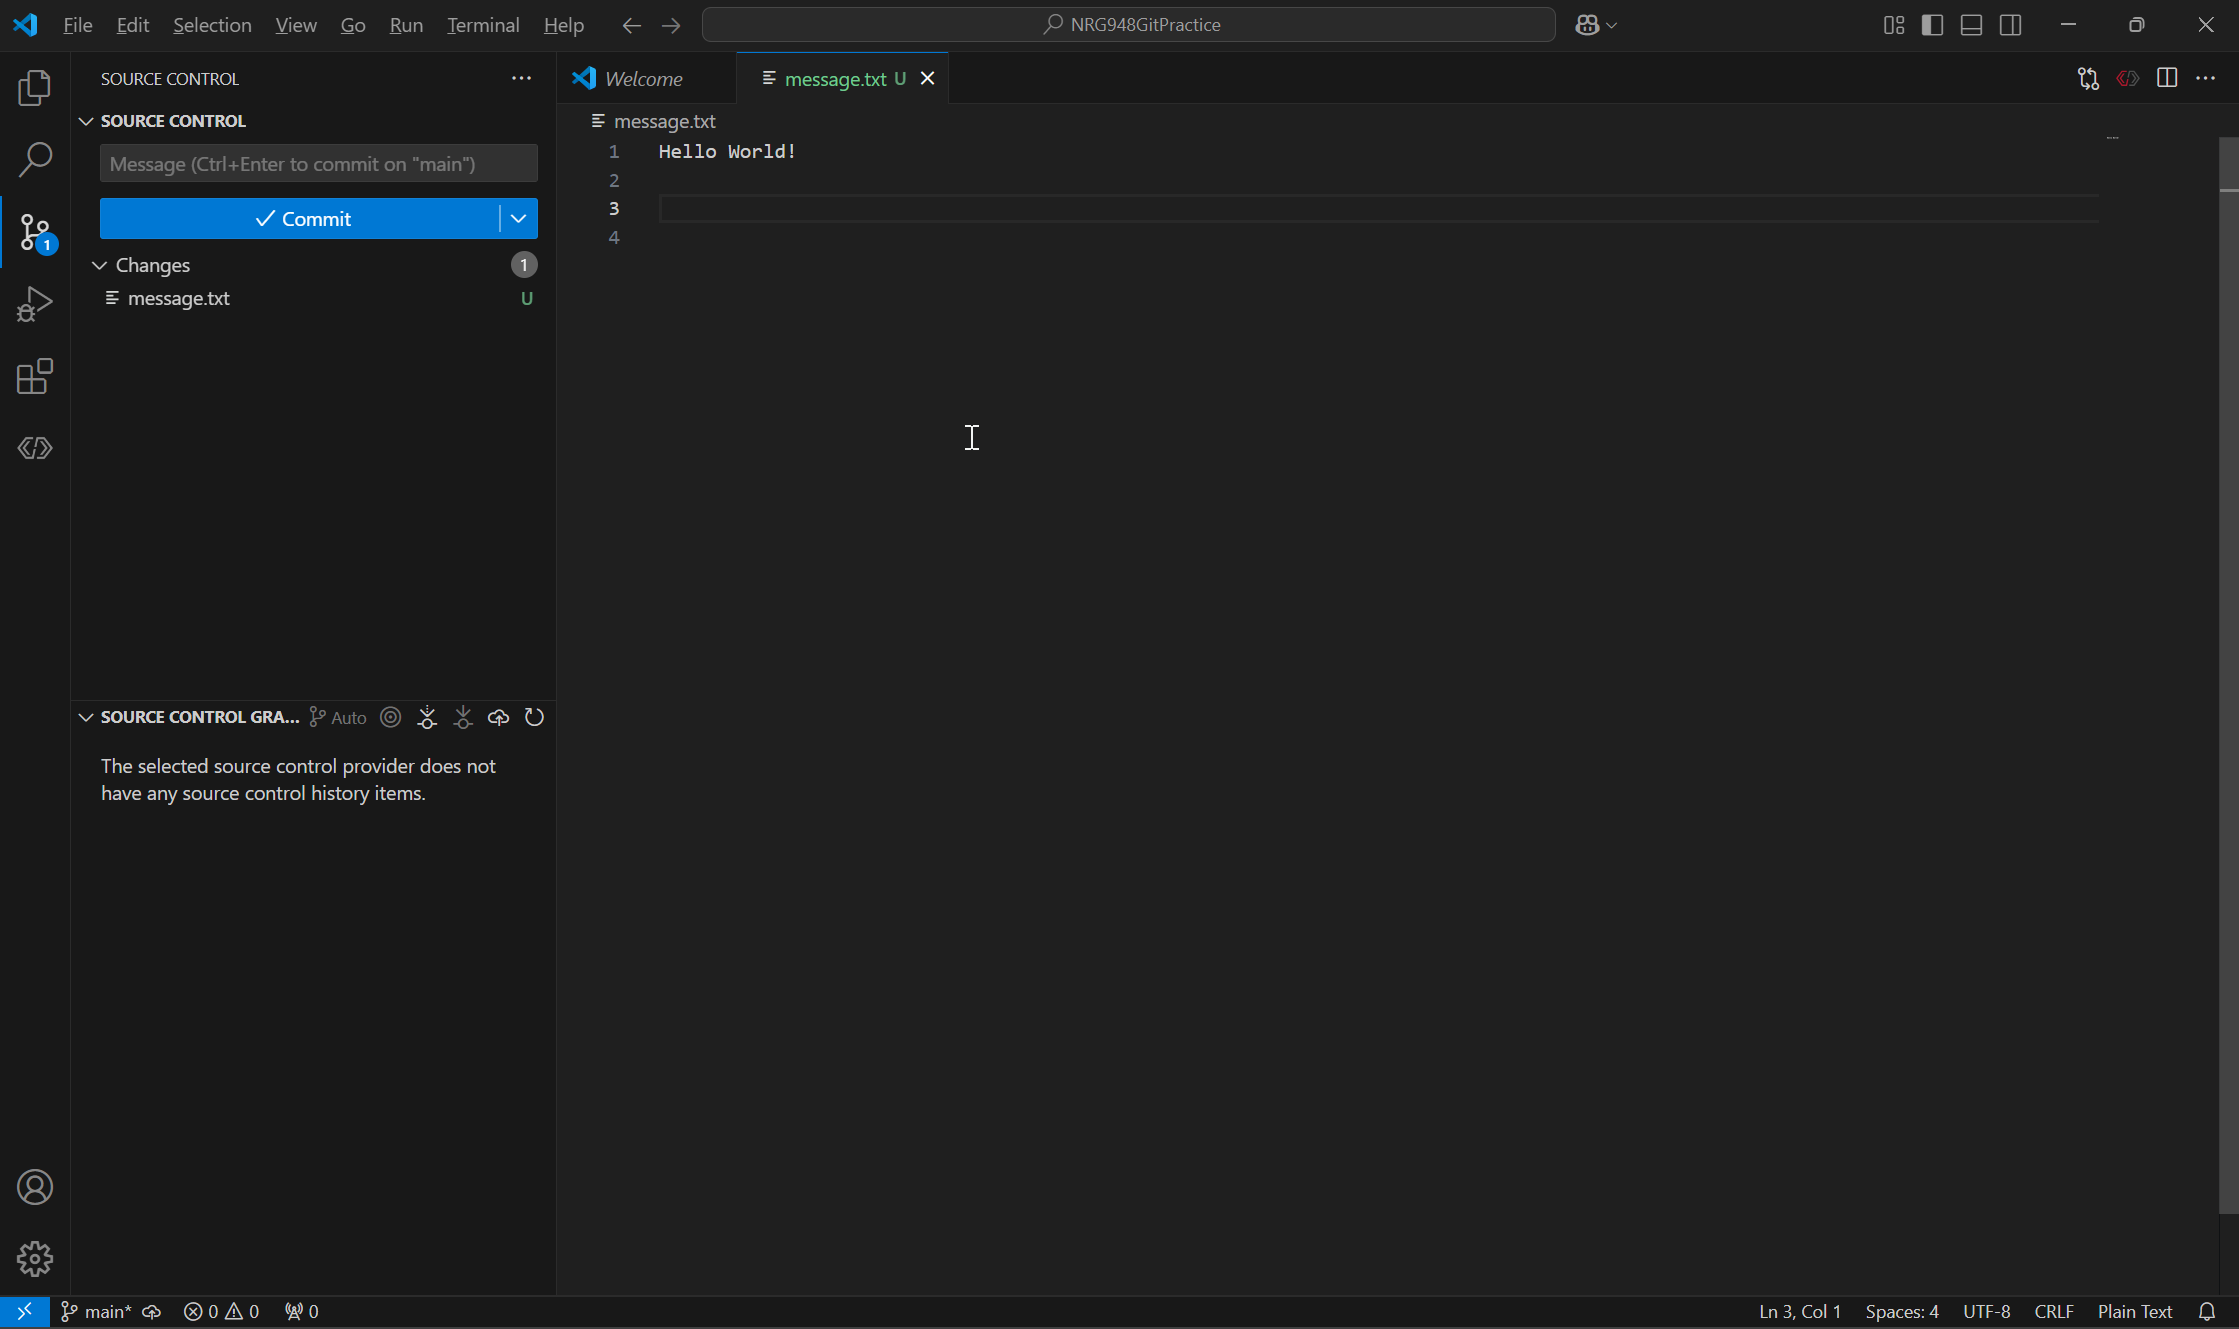 File Edit Selection View Go Run Terminal Help NRG948GitPractice
SOURCE CONTROL
Welcome message.txt U
SOURCE CONTROL
message.txt
Message (Ctrl+Enter to commit on "main")
1 Hello World!
2
3
4
Commit
Changes 1
message.txt U
1
SOURCE CONTROL GRA... Auto
The selected source control provider does not
have any source control history items.
main* 0 0 0 Ln 3, Col 1 Spaces: 4 UTF-8 CRLF Plain Text